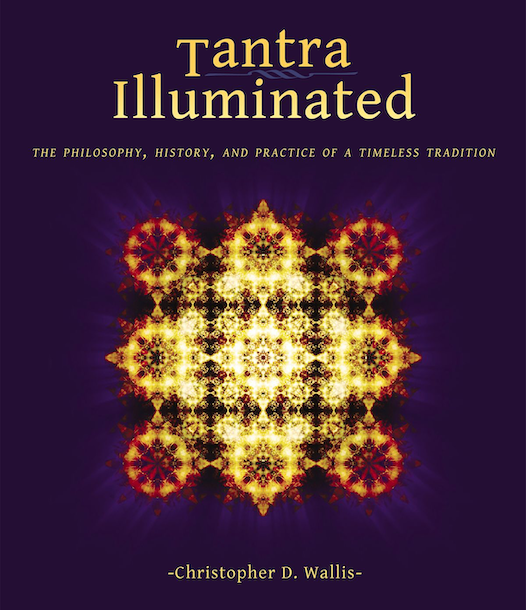 Tantra
Illuminated
THE PHILOSOPHY, HISTORY, AND PRACTICE OF A TIMELESS TRADITION
-Christopher D. Wallis-